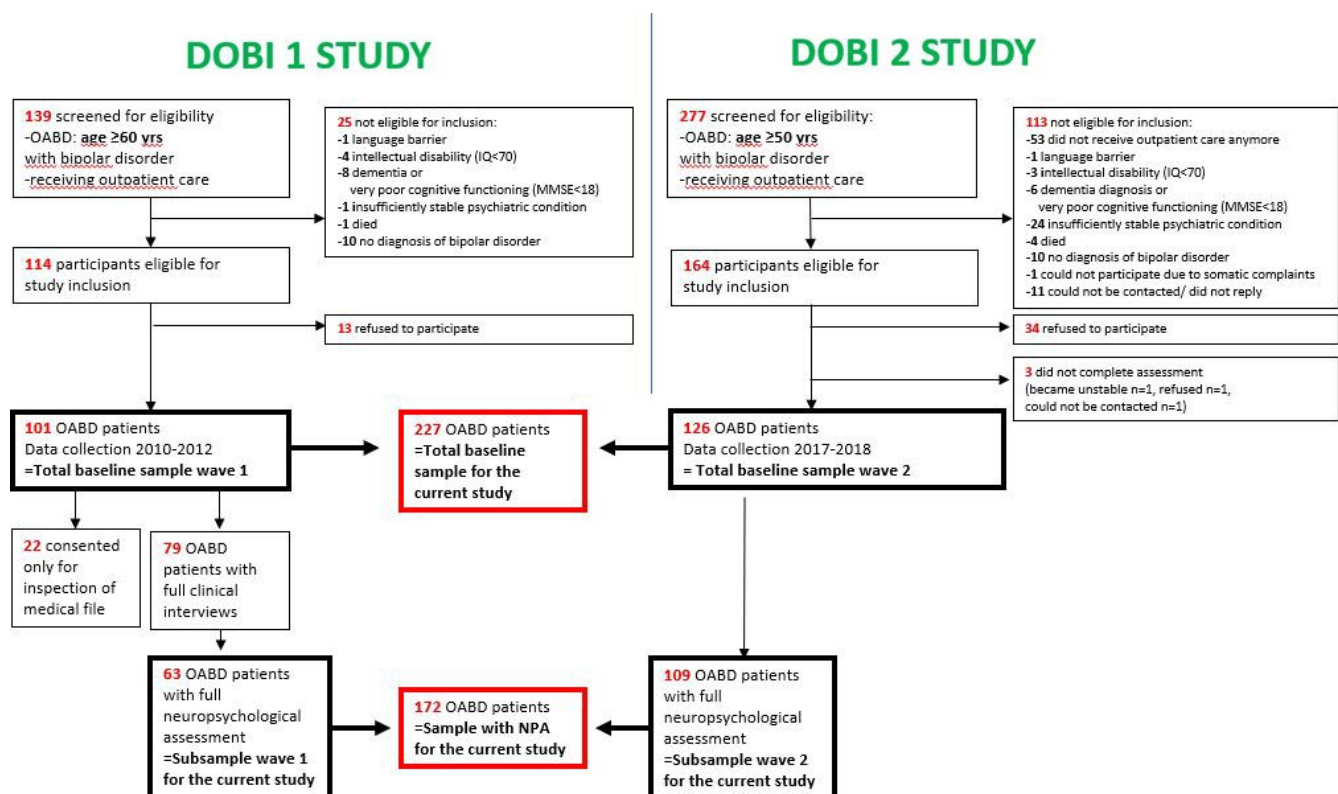 DOBI 1 STUDY
139 screened for eligibility
-OABD: age ≥60 yrs
with bipolar disorder
-receiving outpatient care
25 not eligible for inclusion:
-1 language barrier
-4 intellectual disability (IQ<70)
-8 dementia or
very poor cognitive functioning (MMSE<18)
-1 insufficiently stable psychiatric condition
-1 died
-10 no diagnosis of bipolar disorder
114 participants eligible for
study inclusion
13 refused to participate
101 OABD patients
Data collection 2010-2012
=Total baseline sample wave 1
22 consented
only for
inspection of
medical file
79 OABD
patients with
full clinical
interviews
63 OABD patients
with full
neuropsychological
assessment
=Subsample wave 1
for the current study
227 OABD patients
=Total baseline
sample for the
current study
172 OABD patients
=Sample with NPA
for the current study
DOBI 2 STUDY
277 screened for eligibility:
-OABD: age ≥50 yrs
with bipolar disorder
-receiving outpatient care
113 not eligible for inclusion:
-53 did not receive outpatient care anymore
-1 language barrier
-3 intellectual disability (IQ<70)
-6 dementia diagnosis or
very poor cognitive functioning (MMSE<18)
-24 insufficiently stable psychiatric condition
-4 died
-10 no diagnosis of bipolar disorder
-1 could not participate due to somatic complaints
-11 could not be contacted/ did not reply
164 participants eligible for
study inclusion
34 refused to participate
3 did not complete assessment
(became unstable n=1, refused n=1,
could not be contacted n=1)
126 OABD patients
Data collection 2017-2018
= Total baseline sample wave 2
109 OABD patients
with full
neuropsychological
assessment
=Subsample wave 2
for the current study